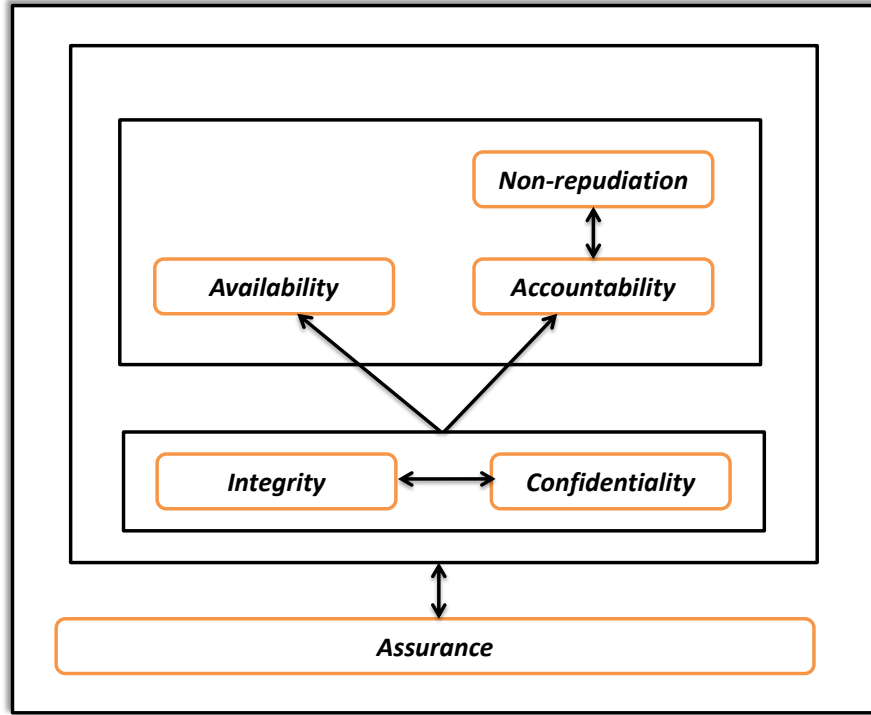 Non-repudiation
Availability
Accountability
Integrity
Confidentiality
Assurance